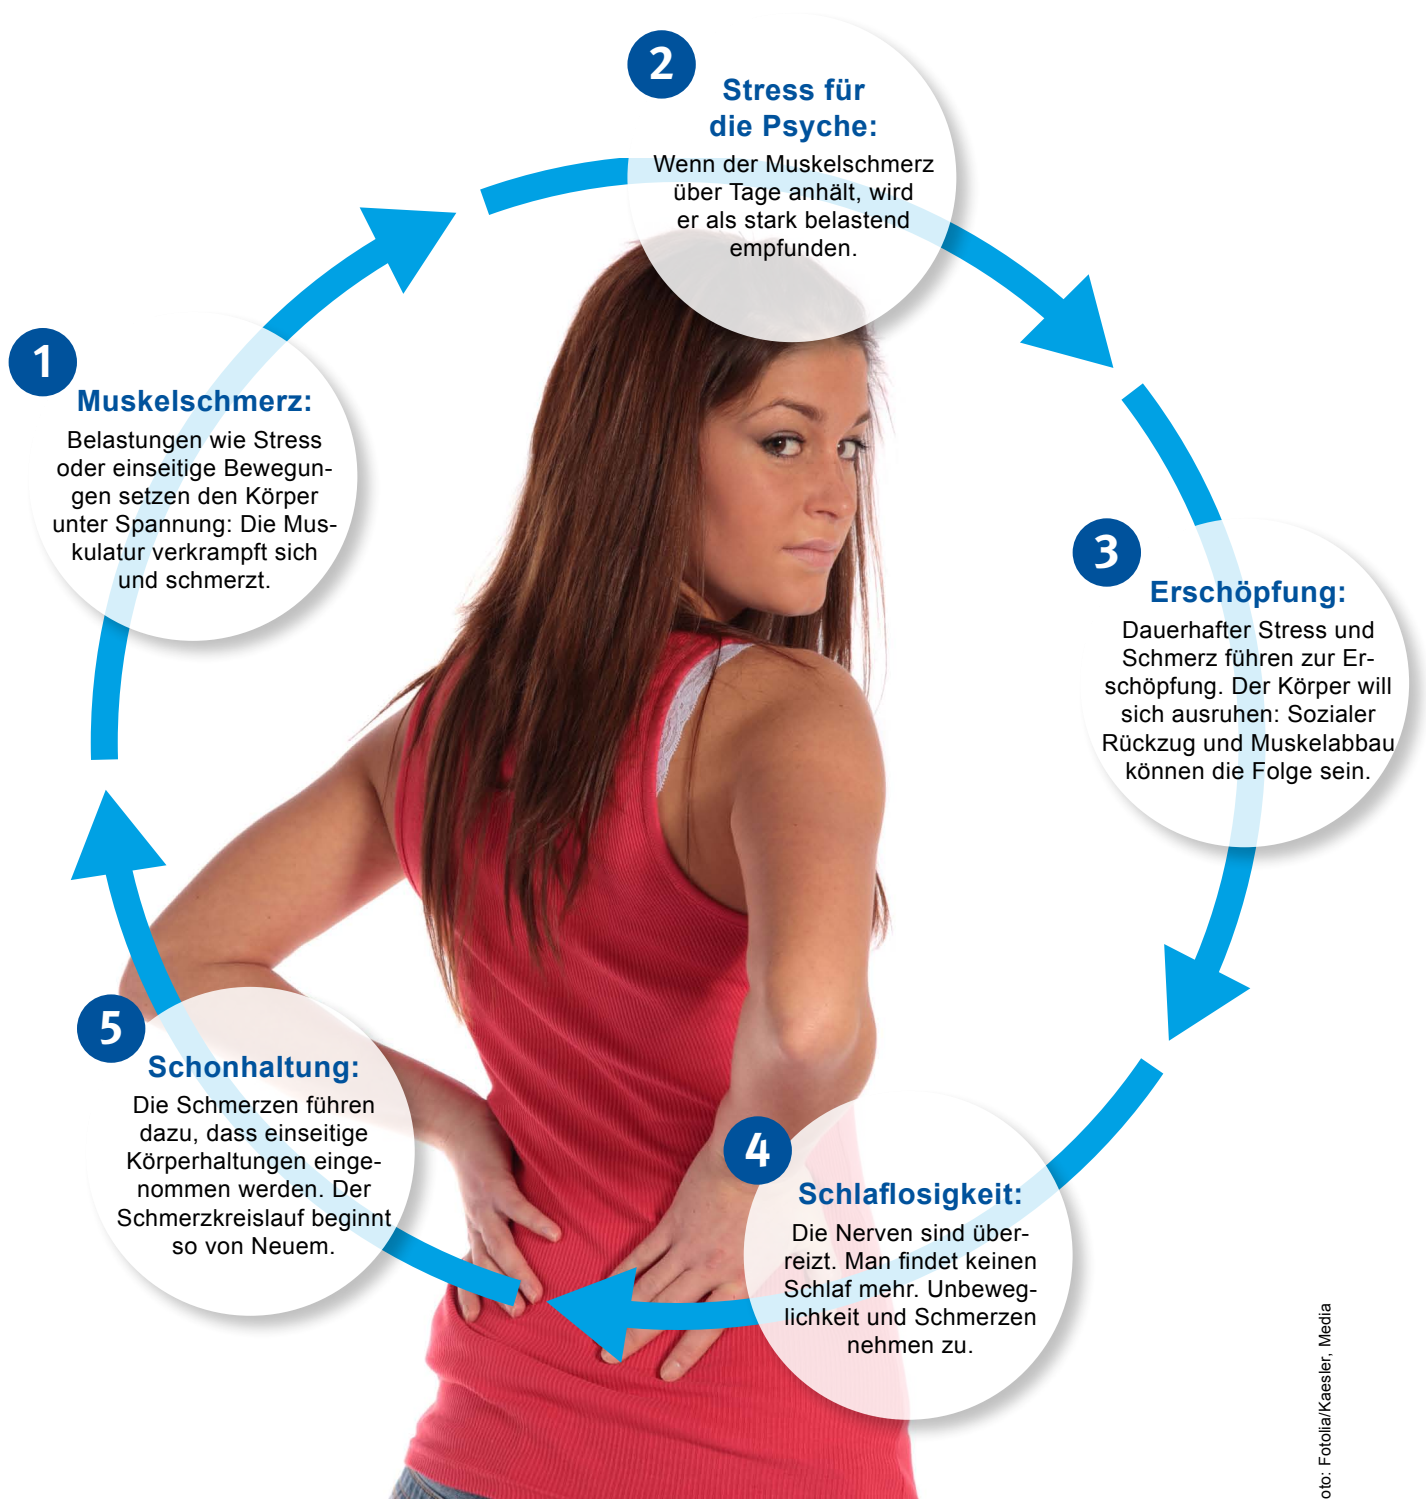 1
Muskelschmerz:
Belastungen wie Stress
oder einseitige Bewegun-
gen setzen den Körper
unter Spannung: Die Mus-
kulatur verkrampft sich
und schmerzt.
2
Stress für
die Psyche:
Wenn der Muskelschmerz
über Tage anhält, wird
er als stark belastend
empfunden.
3
Erschöpfung:
Dauerhafter Stress und
Schmerz führen zur Er-
schöpfung. Der Körper will
sich ausruhen: Sozialer
Rückzug und Muskelabbau
können die Folge sein.
4
Schlaflosigkeit:
Die Nerven sind über-
reizt. Man findet keinen
Schlaf mehr. Unbeweg-
lichkeit und Schmerzen
nehmen zu.
5
Schonhaltung:
Die Schmerzen führen
dazu, dass einseitige
Körperhaltungen einge-
nommen werden. Der
Schmerzkreislauf beginnt
so von Neuem.
oto: Fotolia/Kaesler, Media